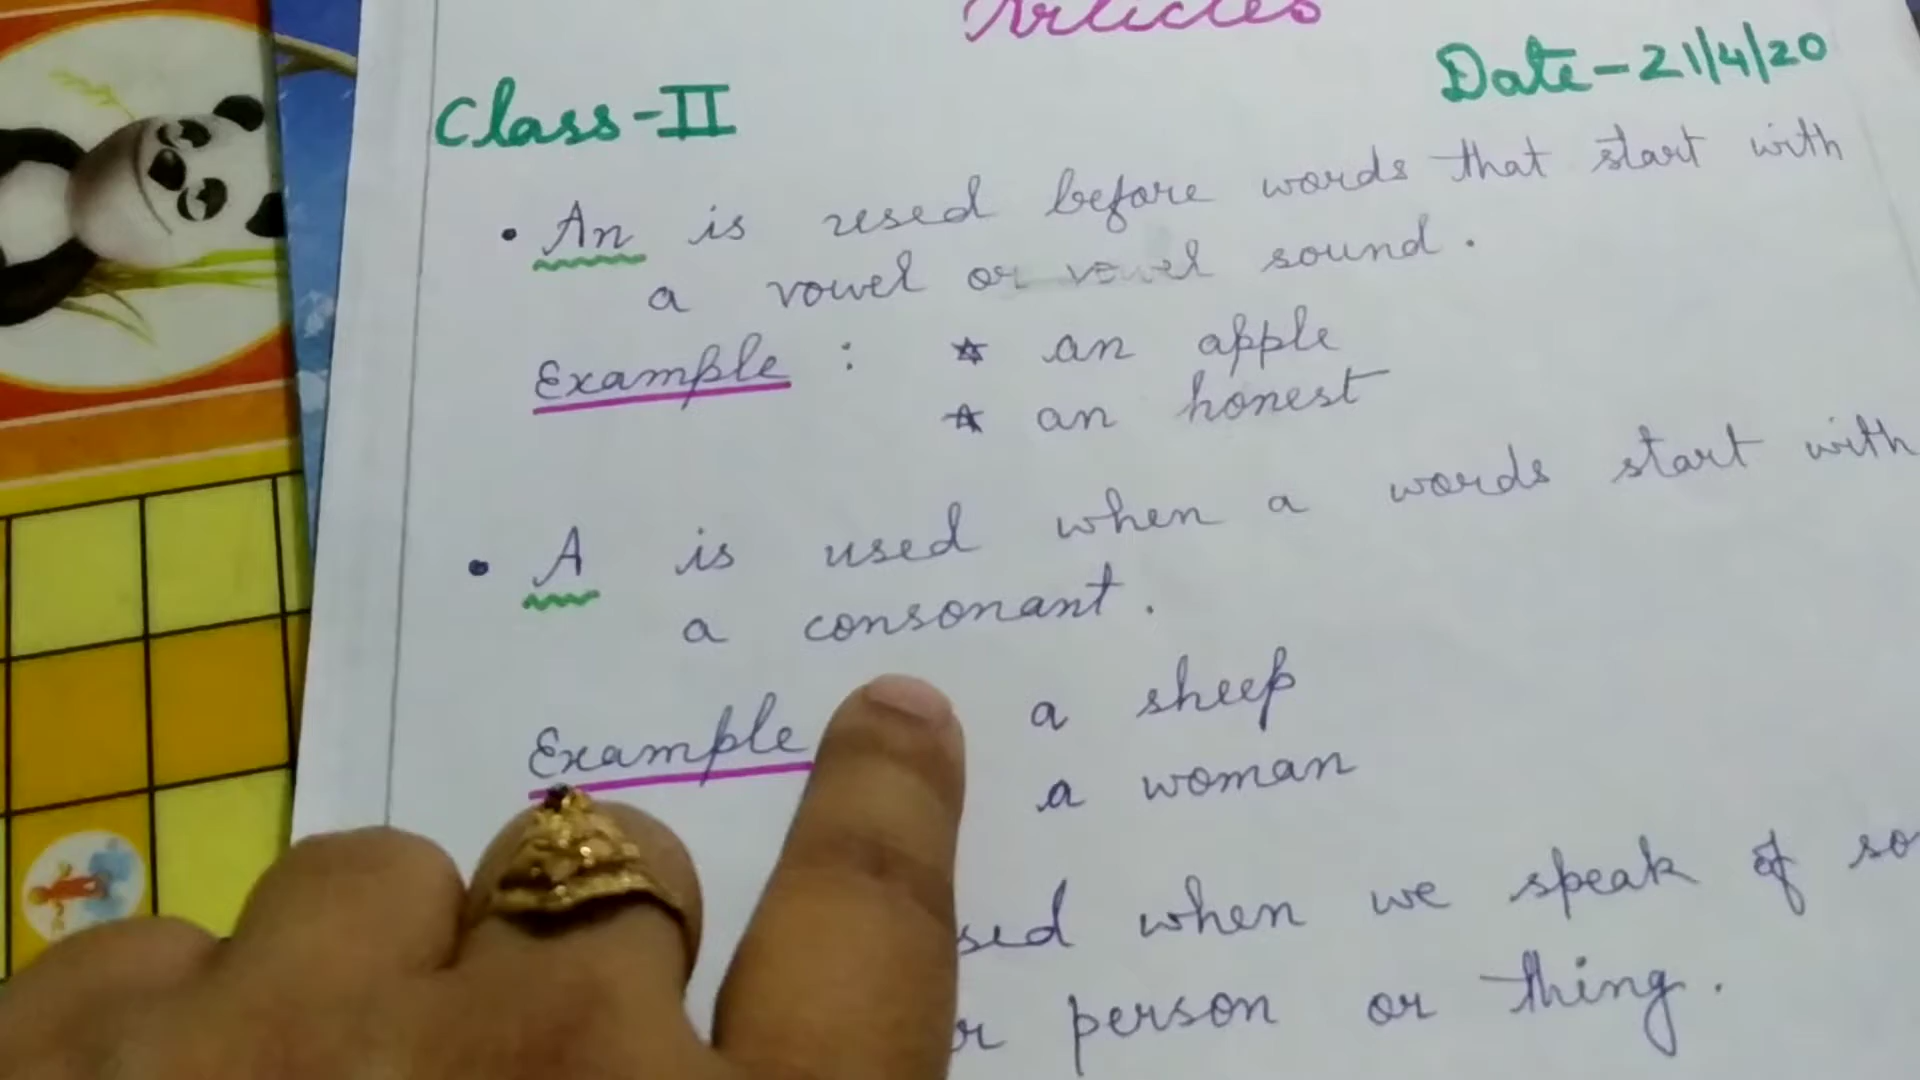 Articles
Class-II
Date-21/4/20
• An is used before words that start with
a vowel or vowel sound.
Example : * an apple
* an honest
• A is used when a words start with
a consonant.
Example a sheep
a woman
when we speak of
person or thing.